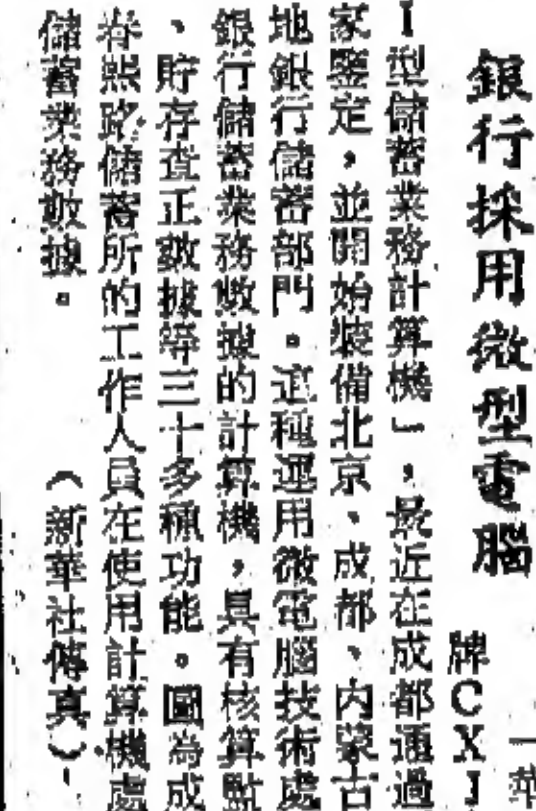 銀行採用微型電腦
牌CXJ
I型儲蓄業務計算機」，最近在成都通過
家鑒定，並開始裝備北京、成都、內蒙古
地銀行儲蓄部門。這種運用微電腦技術處
銀行儲蓄業務數據的計算機，具有核算監
、貯存查正數據等三十多種功能。圖為成
春熙路儲蓄所的工作人員在使用計算機處
儲蓄業務數據。
（新華社傳真）